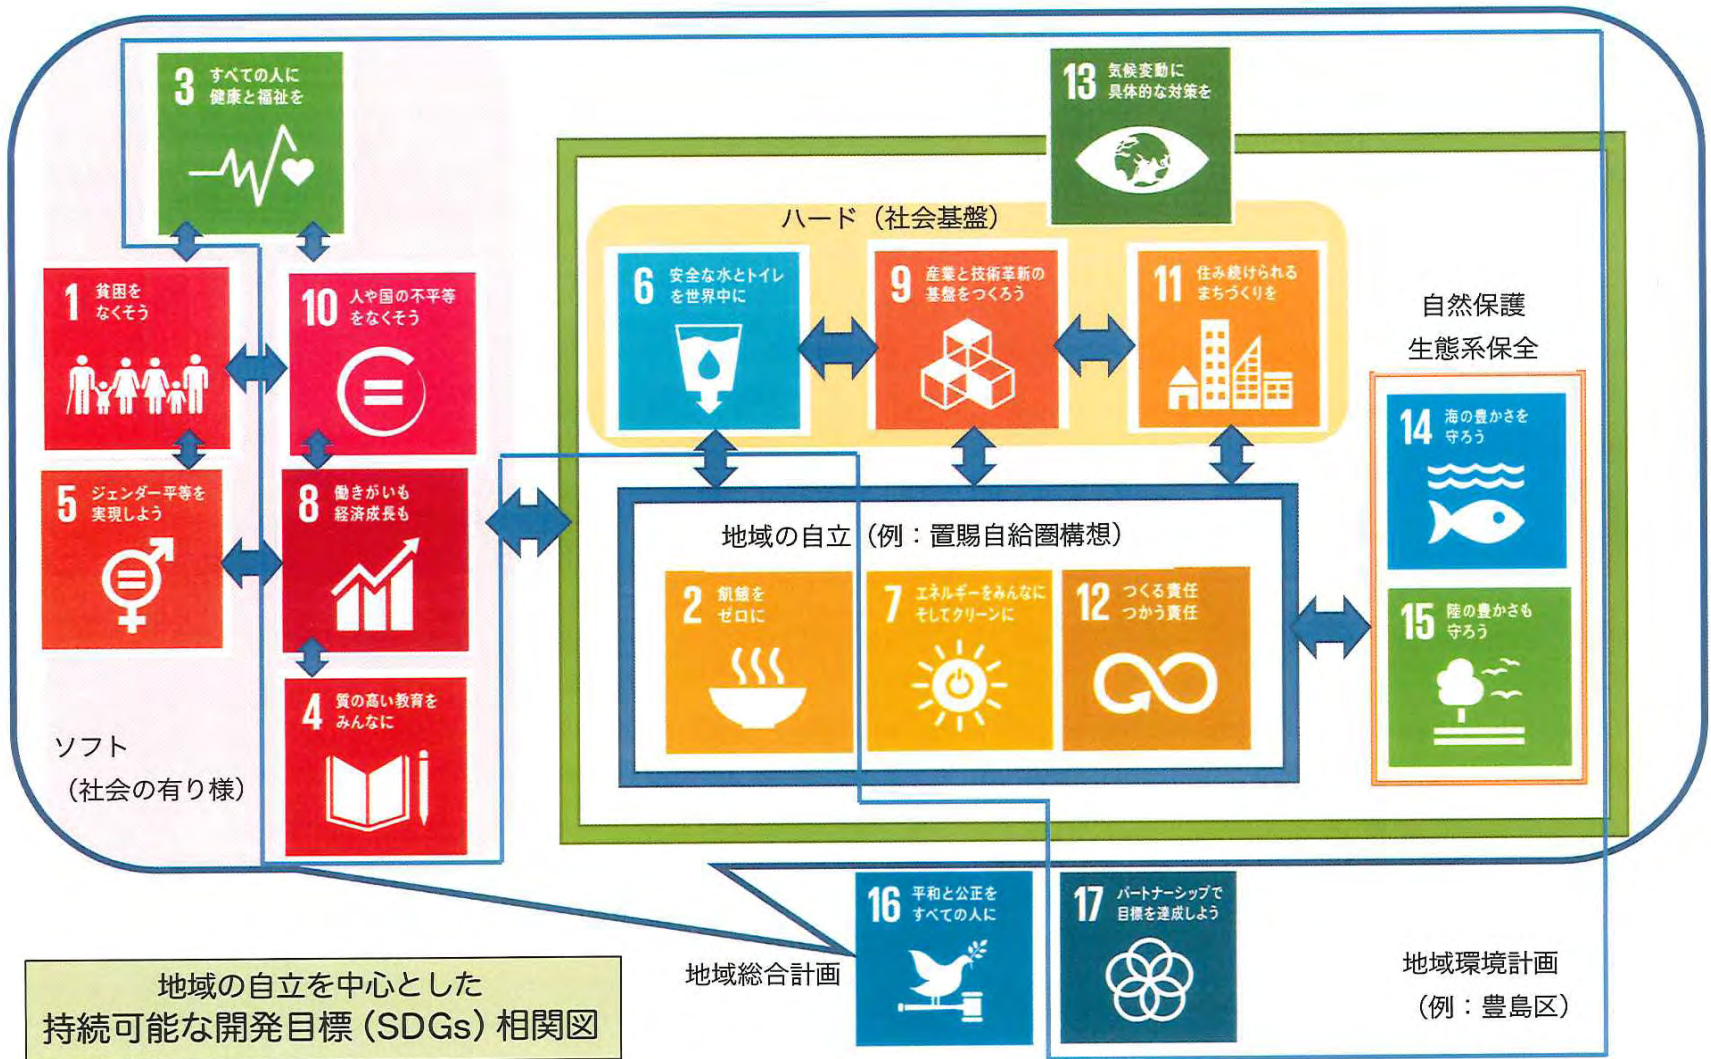 3 すべての人に
健康と福祉を
13 気候変動に
具体的な対策を
ハード（社会基盤）
1 貧困を
なくそう
10 人や国の不平等
をなくそう
6 安全な水とトイレ
を世界中に
9 産業と技術革新の
基盤をつくろう
11 住み続けられる
まちづくりを
自然保護
生態系保全
14 海の豊かさを
守ろう
5 ジェンダー平等を
実現しよう
8 働きがいも
経済成長も
地域の自立（例：置賜自給圏構想）
2 飢餓を
ゼロに
7 エネルギーをみんなに
そしてクリーンに
12 つくる責任
つかう責任
15 陸の豊かさも
守ろう
4 質の高い教育を
みんなに
ソフト
（社会の有り様）
16 平和と公正を
すべての人に
17 パートナーシップで
目標を達成しよう
地域総合計画
地域環境計画
（例：豊島区）
地域の自立を中心とした
持続可能な開発目標（SDGs）相関図